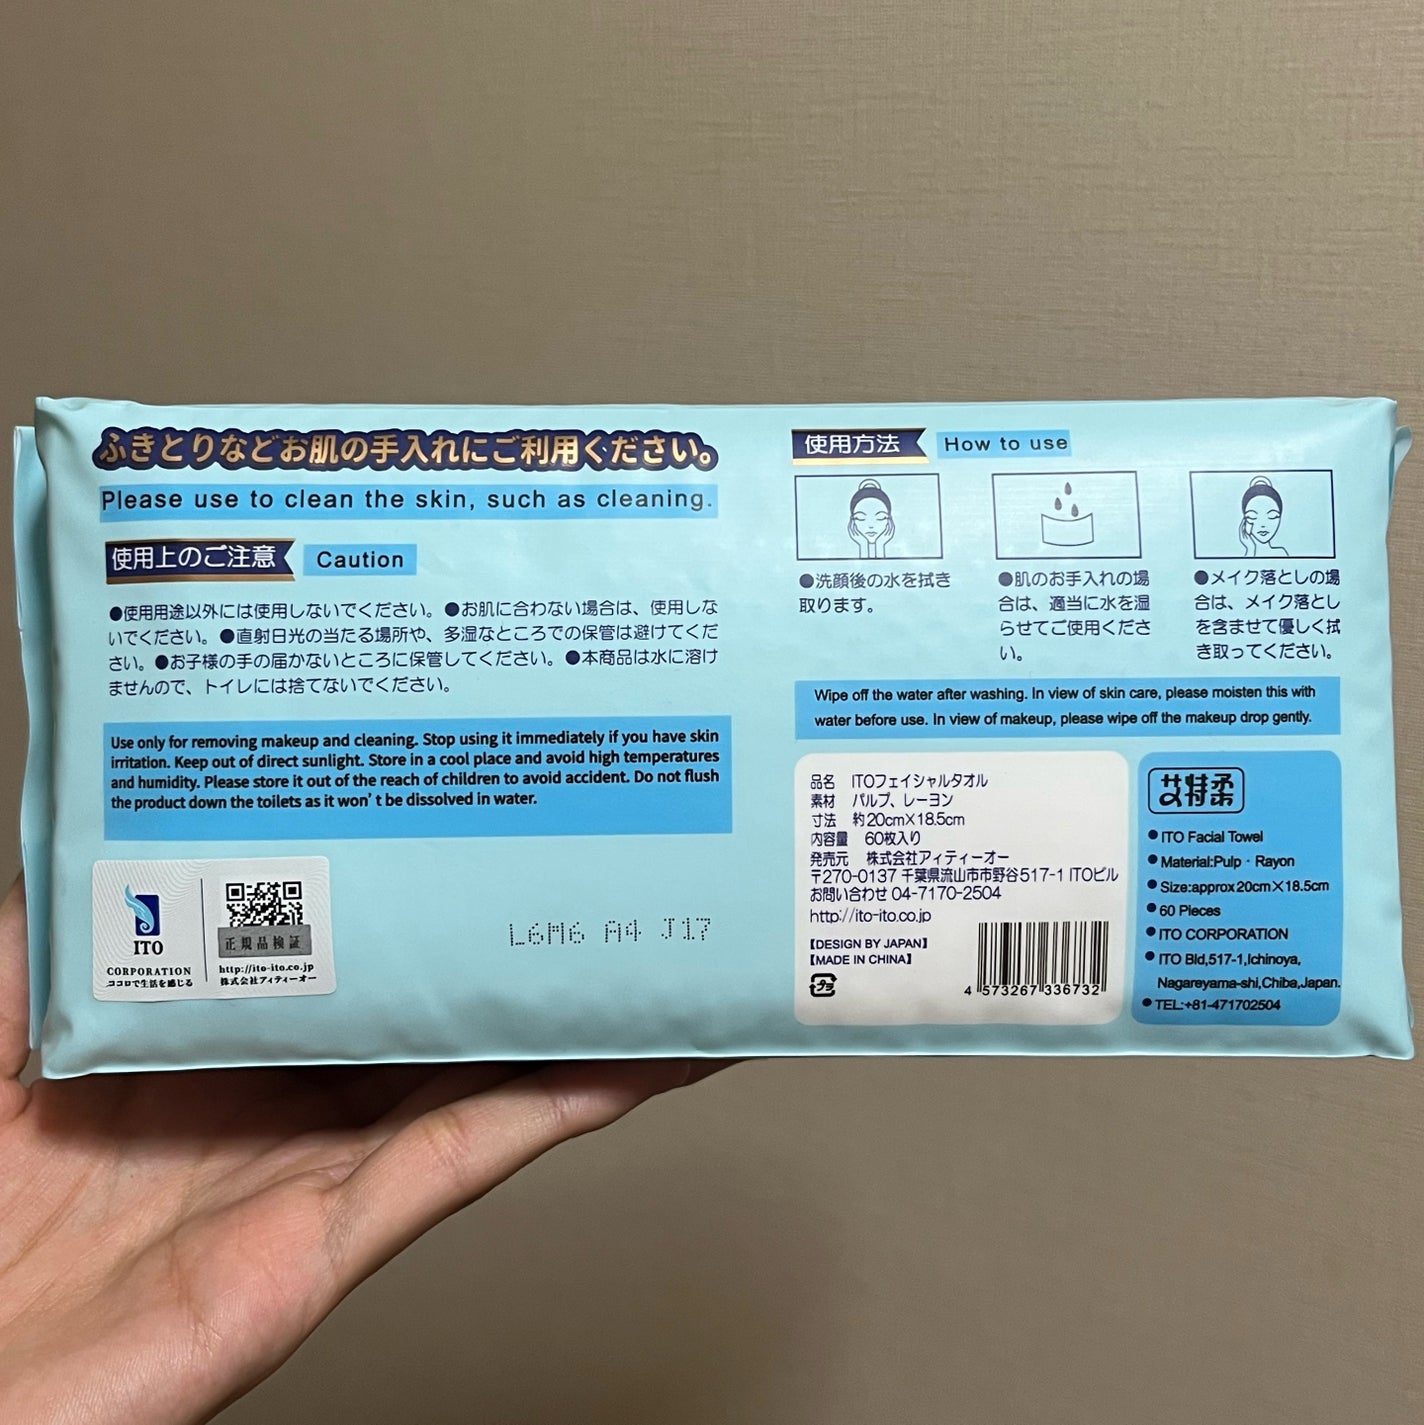 ふきとりなどお肌の手入れにご利用ください。
Please use to clean the skin, such as cleaning.
使用上のご注意 Caution
●使用用途以外には使用しないでください。●お肌に合わない場合は、使用しな
いでください。●直射日光の当たる場所や、多湿なところでの保管は避けてくだ
さい。●お子様の手の届かないところに保管してください。●本商品は水に溶け
ませんので、トイレには捨てないでください。
Use only for removing makeup and cleaning. Stop using it immediately if you have skin
irritation. Keep out of direct sunlight. Store in a cool place and avoid high temperatures
and humidity. Please store it out of the reach of children to avoid accident. Do not flush
the product down the toilets as it won't be dissolved in water.
ITO
CORPORATION
ココロで生活を感じる
正規品検証
http://ito-ito.co.jp
株式会社アイティーオー
L6M6 A4 J17
使用方法 How to use
●洗顔後の水を拭き
取ります。
●肌のお手入れの場
合は、適当に水を湿
らせてご使用くださ
い。
●メイク落としの場
合は、メイク落とし
を含ませて優しく拭
き取ってください。
Wipe off the water after washing. In view of skin care, please moisten this with
water before use. In view of makeup, please wipe off the makeup drop gently.
品名 ITOフェイシャルタオル
素材 パルプ、レーヨン
寸法 約20cm×18.5cm
内容量 60枚入り
発売元 株式会社アイティーオー
〒270-0137 千葉県流山市市野谷517-1 ITOビル
お問い合わせ 04-7170-2504
http://ito-ito.co.jp
【DESIGN BY JAPAN】
【MADE IN CHINA】
プラ
4 573267 336732
●ITO Facial Towel
●Material:Pulp・Rayon
●Size:approx20cm×18.5cm
●60 Pieces
●ITO CORPORATION
●ITO Bld,517-1,Ichinoya,
Nagareyama-shi,Chiba,Japan.
●TEL:+81-471702504